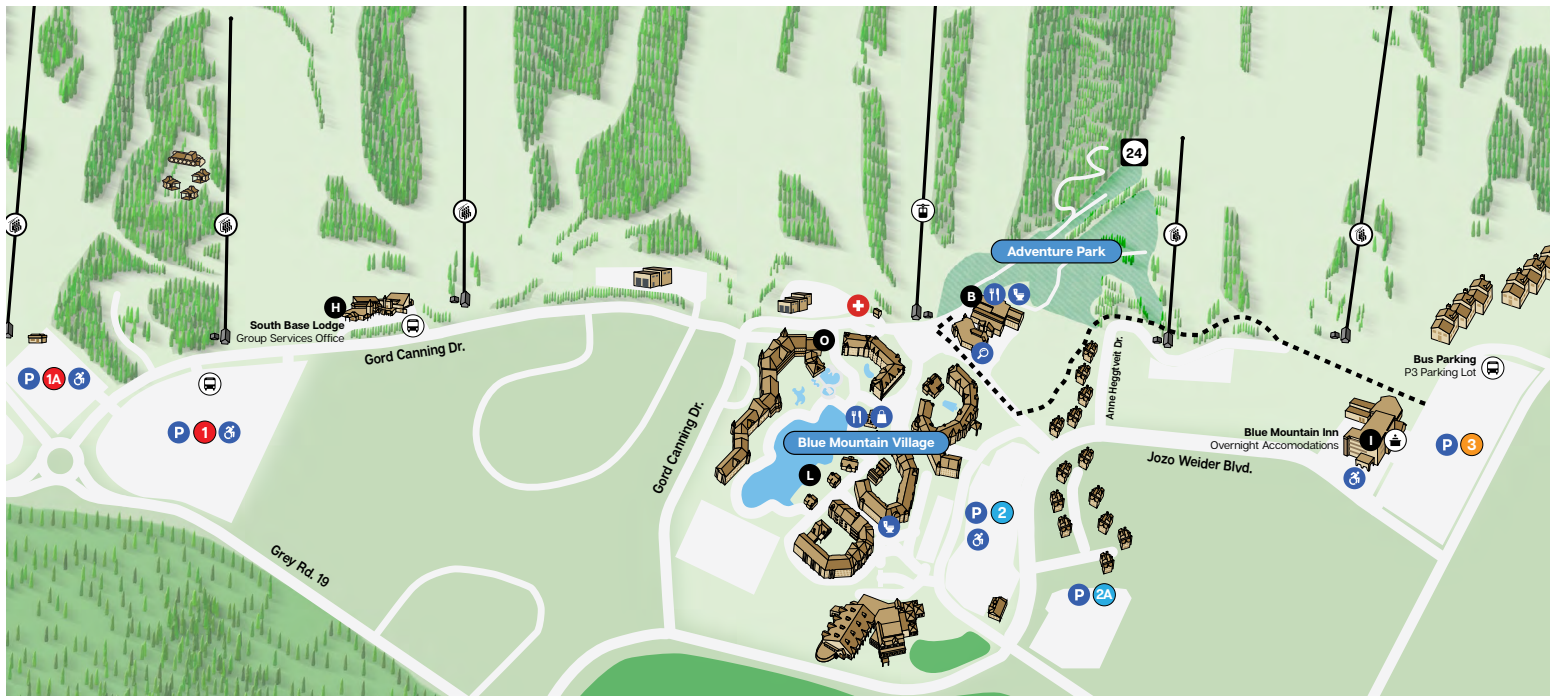 24
Adventure Park
B
H
South Base Lodge
Group Services Office
Gord Canning Dr.
O
Anne Heggtveit Dr.
Bus Parking
P3 Parking Lot
P 1A
P 1
Gord Canning Dr.
Blue Mountain Village
L
Blue Mountain Inn
Overnight Accomodations
I
P 3
Jozo Weider Blvd.
P 2
Grey Rd. 19
P 2A